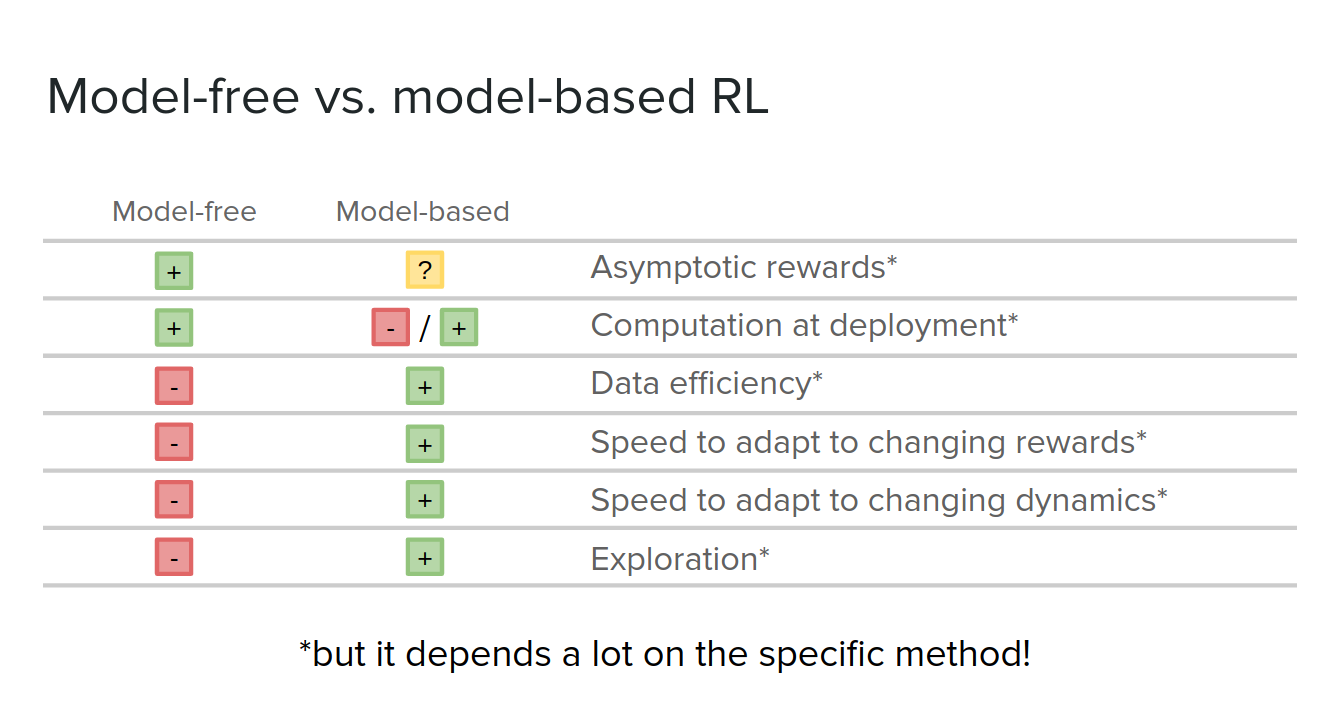 Model-free vs. model-based RL
Model-free Model-based
+ ? Asymptotic rewards*
+ - / + Computation at deployment*
- + Data efficiency*
- + Speed to adapt to changing rewards*
- + Speed to adapt to changing dynamics*
- + Exploration*
*but it depends a lot on the specific method!